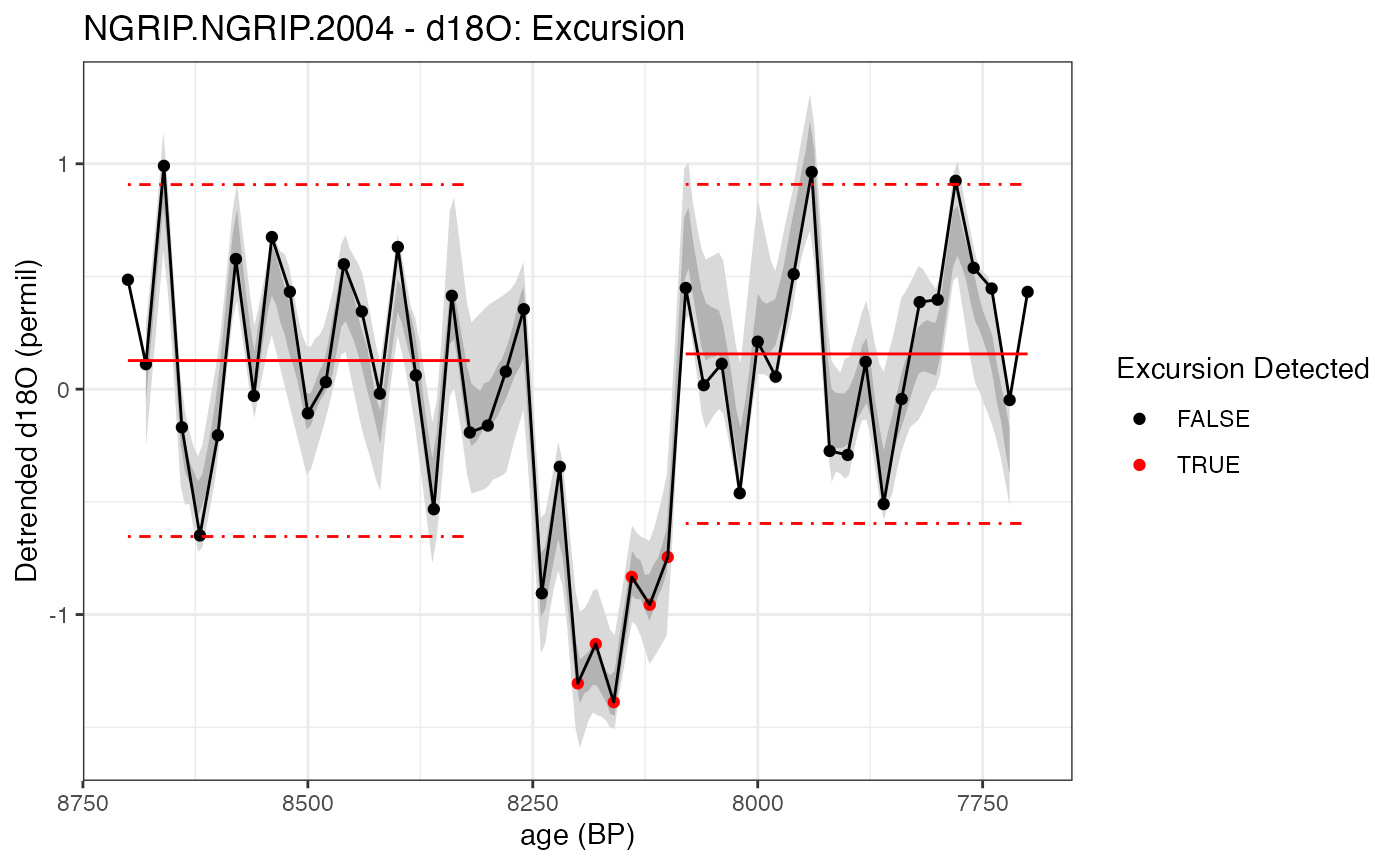 NGRIP.NGRIP.2004 - d18O: Excursion
Detrended d18O (permil)
1
0
-1
8750
8500
8250
8000
7750
age (BP)
Excursion Detected
FALSE
TRUE